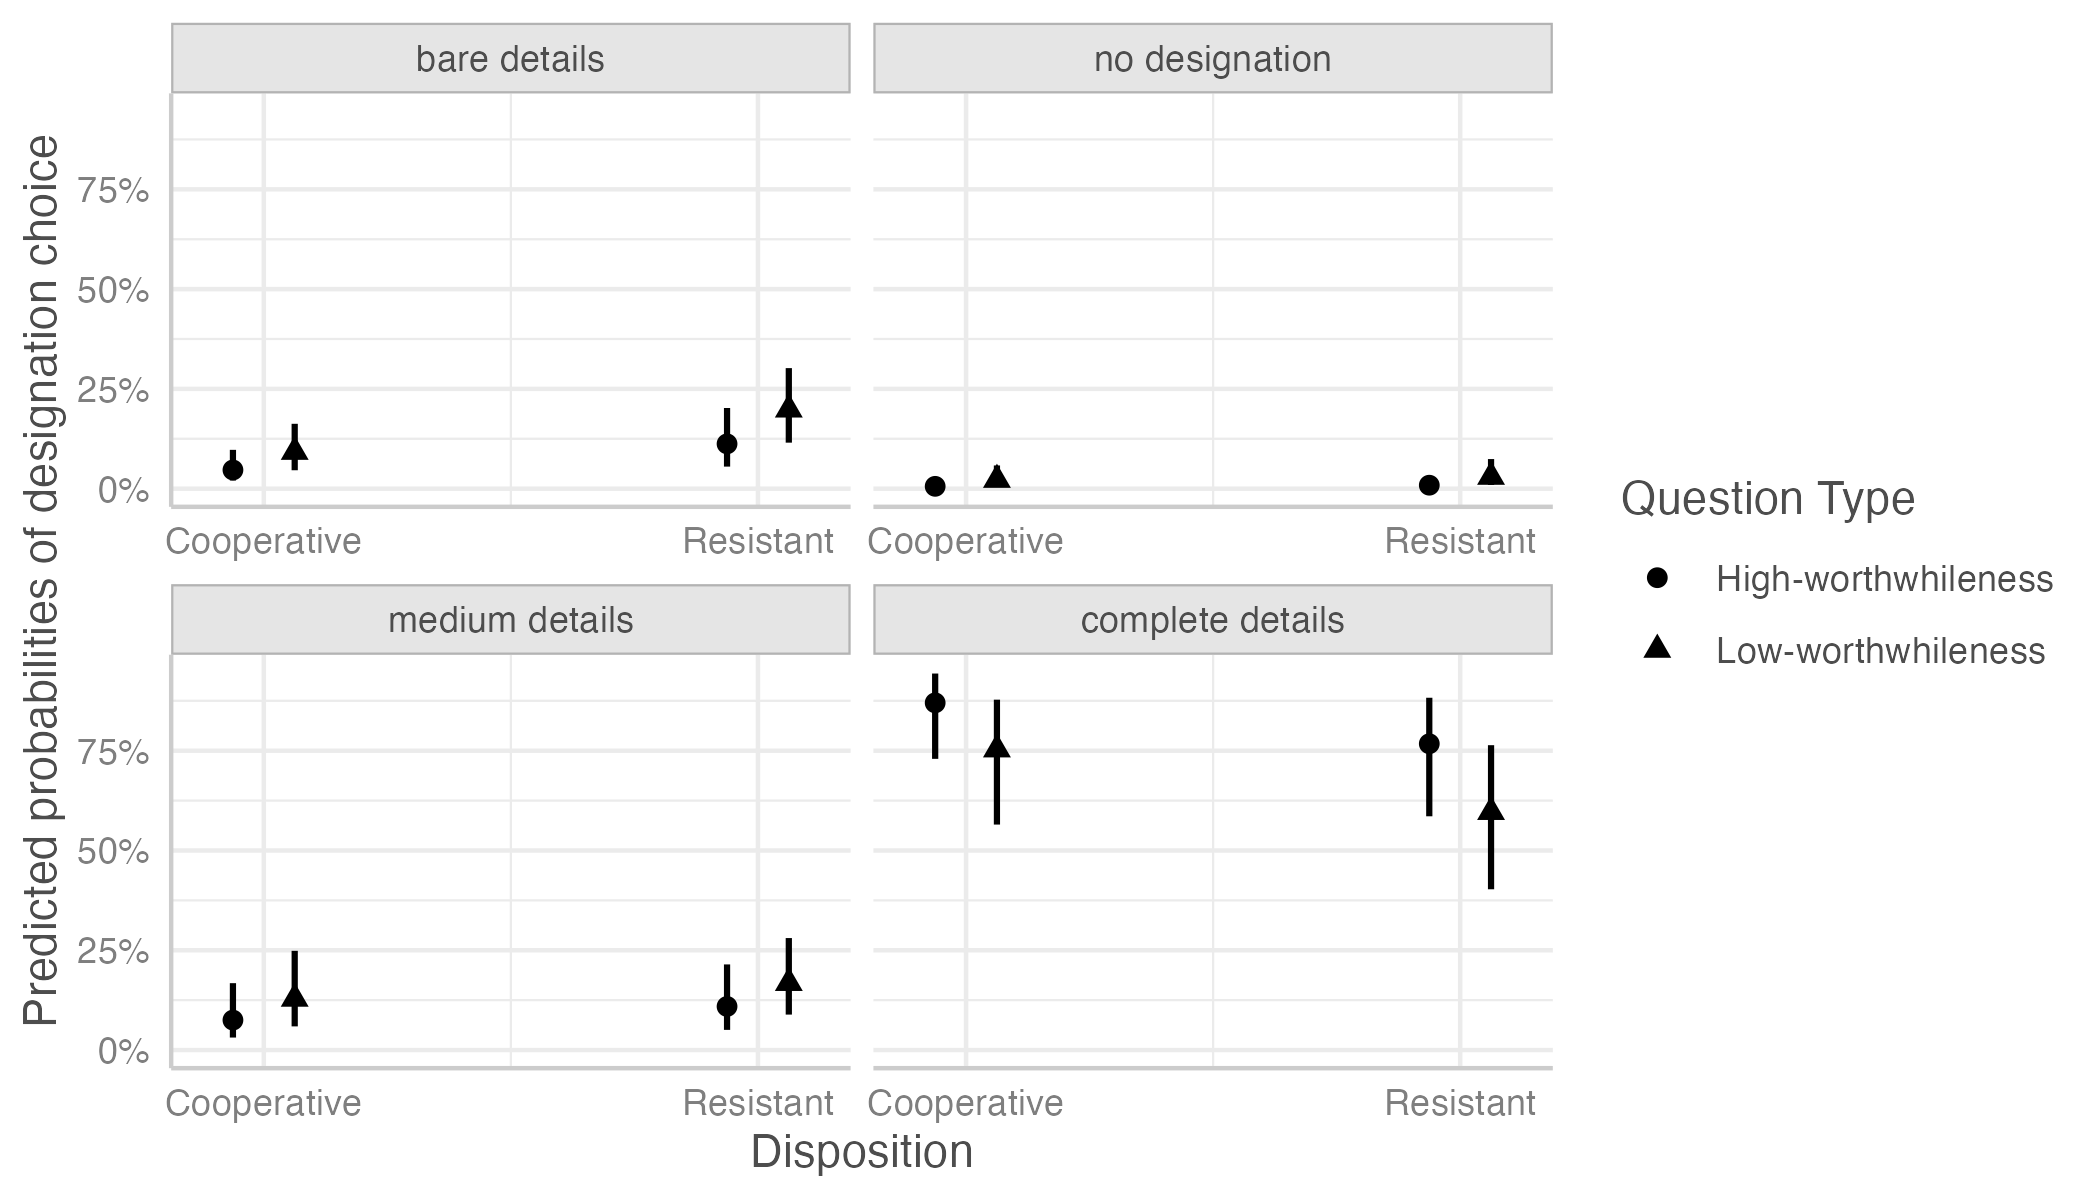 bare details
no designation
Predicted probabilities of designation choice
75%
50%
25%
0%
Cooperative
Resistant
Cooperative
Resistant
medium details
complete details
75%
50%
25%
0%
Cooperative
Resistant
Cooperative
Resistant
Disposition
Question Type
High-worthwhileness
Low-worthwhileness